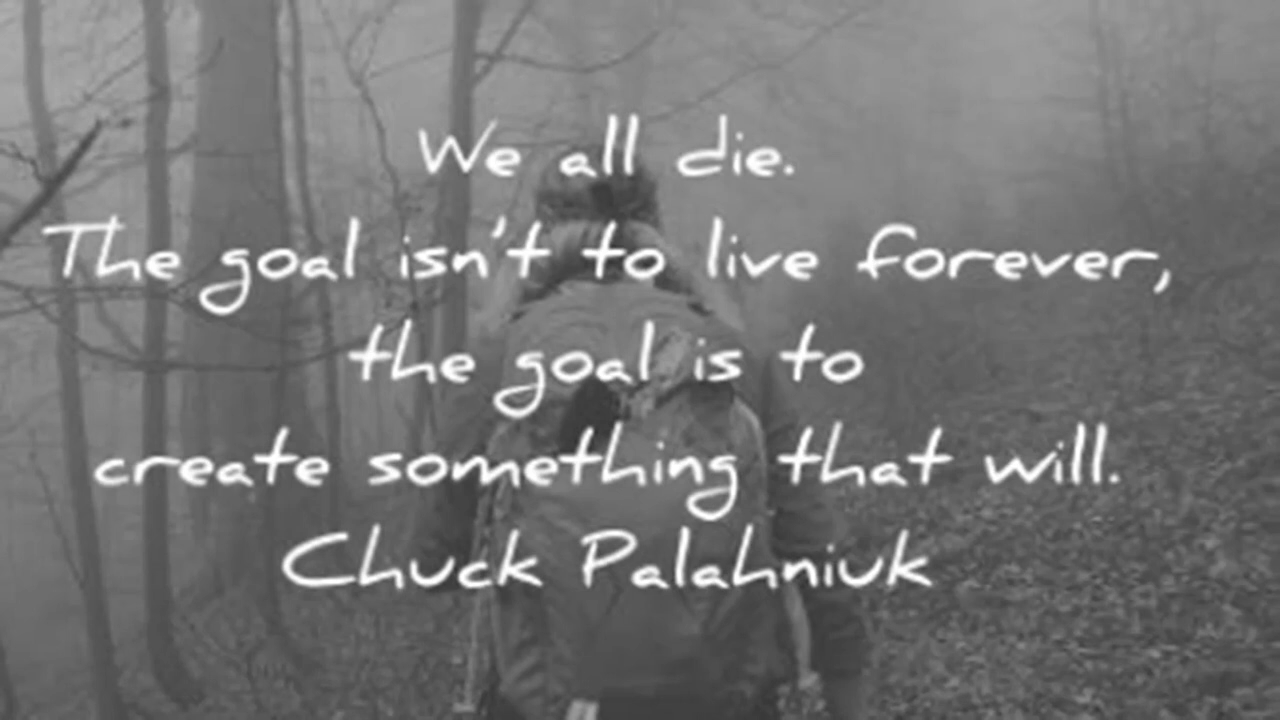 We all die.
The goal isn't to live forever,
the goal is to
create something that will.
Chuck Palahniuk